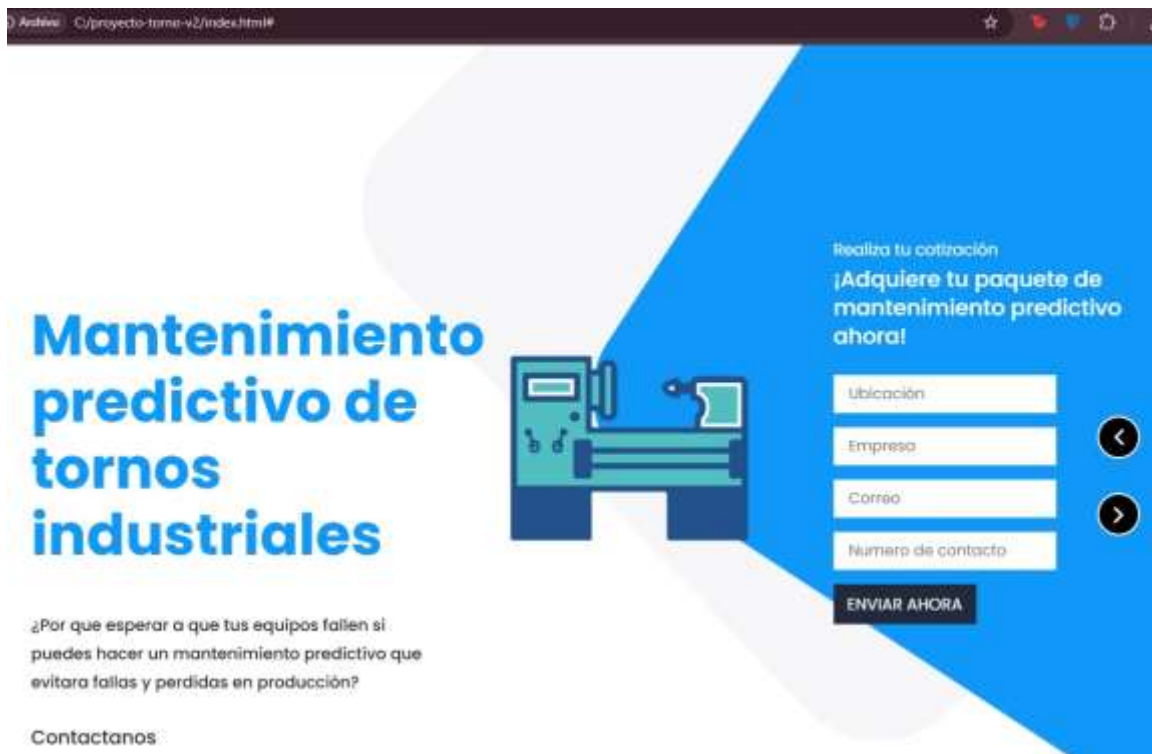 Archivo C:/proyecto-torno-v2/index.html#
Mantenimiento
predictivo de
tornos
industriales
¿Por que esperar a que tus equipos fallen si
puedes hacer un mantenimiento predictivo que
evitara fallas y perdidas en producción?
Contactanos
Realiza tu cotización
¡Adquiere tu paquete de
mantenimiento predictivo
ahora!
Ubicación
Empresa
Correo
Numero de contacto
ENVIAR AHORA